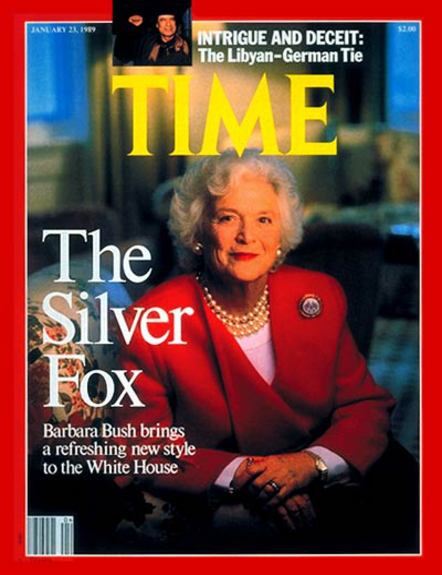 JANUARY 23, 1989
INTRIGUE AND DECEIT:
The Libyan–German Tie
$2.00
TIME
The
Silver
Fox
Barbara Bush brings
a refreshing new style
to the White House